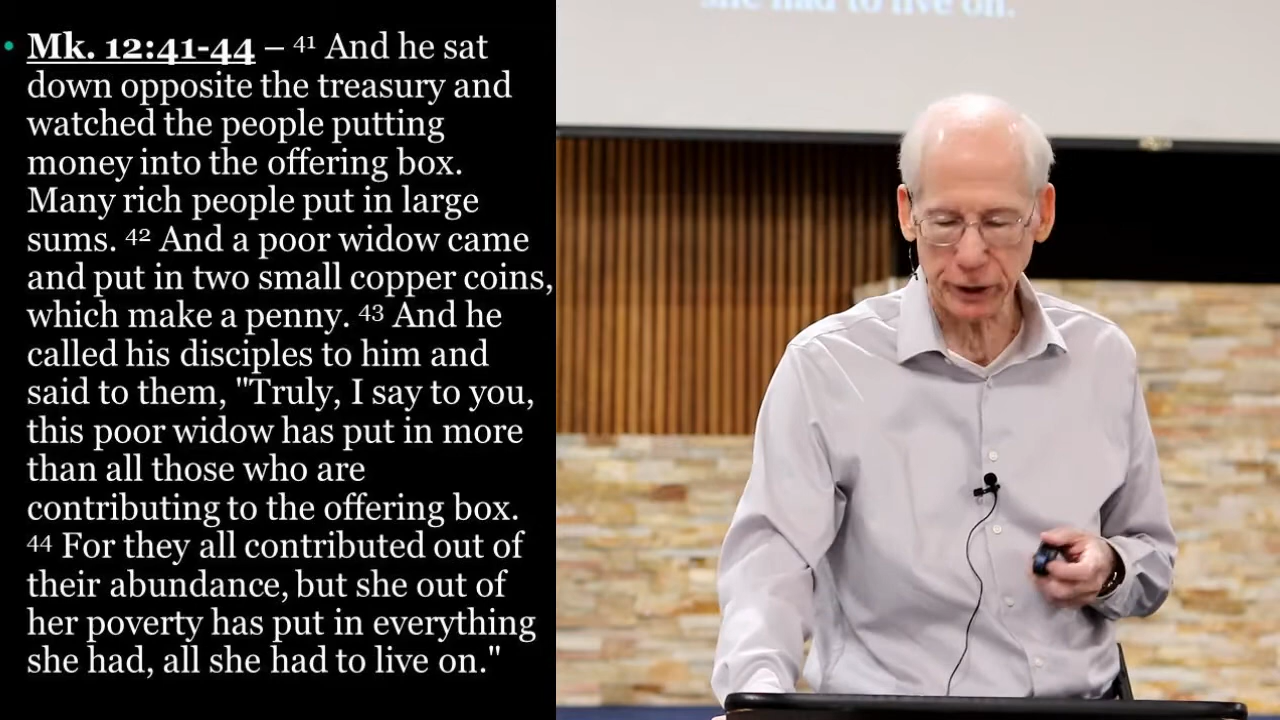 • Mk. 12:41-44 – ⁴¹ And he sat
down opposite the treasury and
watched the people putting
money into the offering box.
Many rich people put in large
sums. ⁴² And a poor widow came
and put in two small copper coins,
which make a penny. ⁴³ And he
called his disciples to him and
said to them, "Truly, I say to you,
this poor widow has put in more
than all those who are
contributing to the offering box.
⁴⁴ For they all contributed out of
their abundance, but she out of
her poverty has put in everything
she had, all she had to live on."
she had to live on.